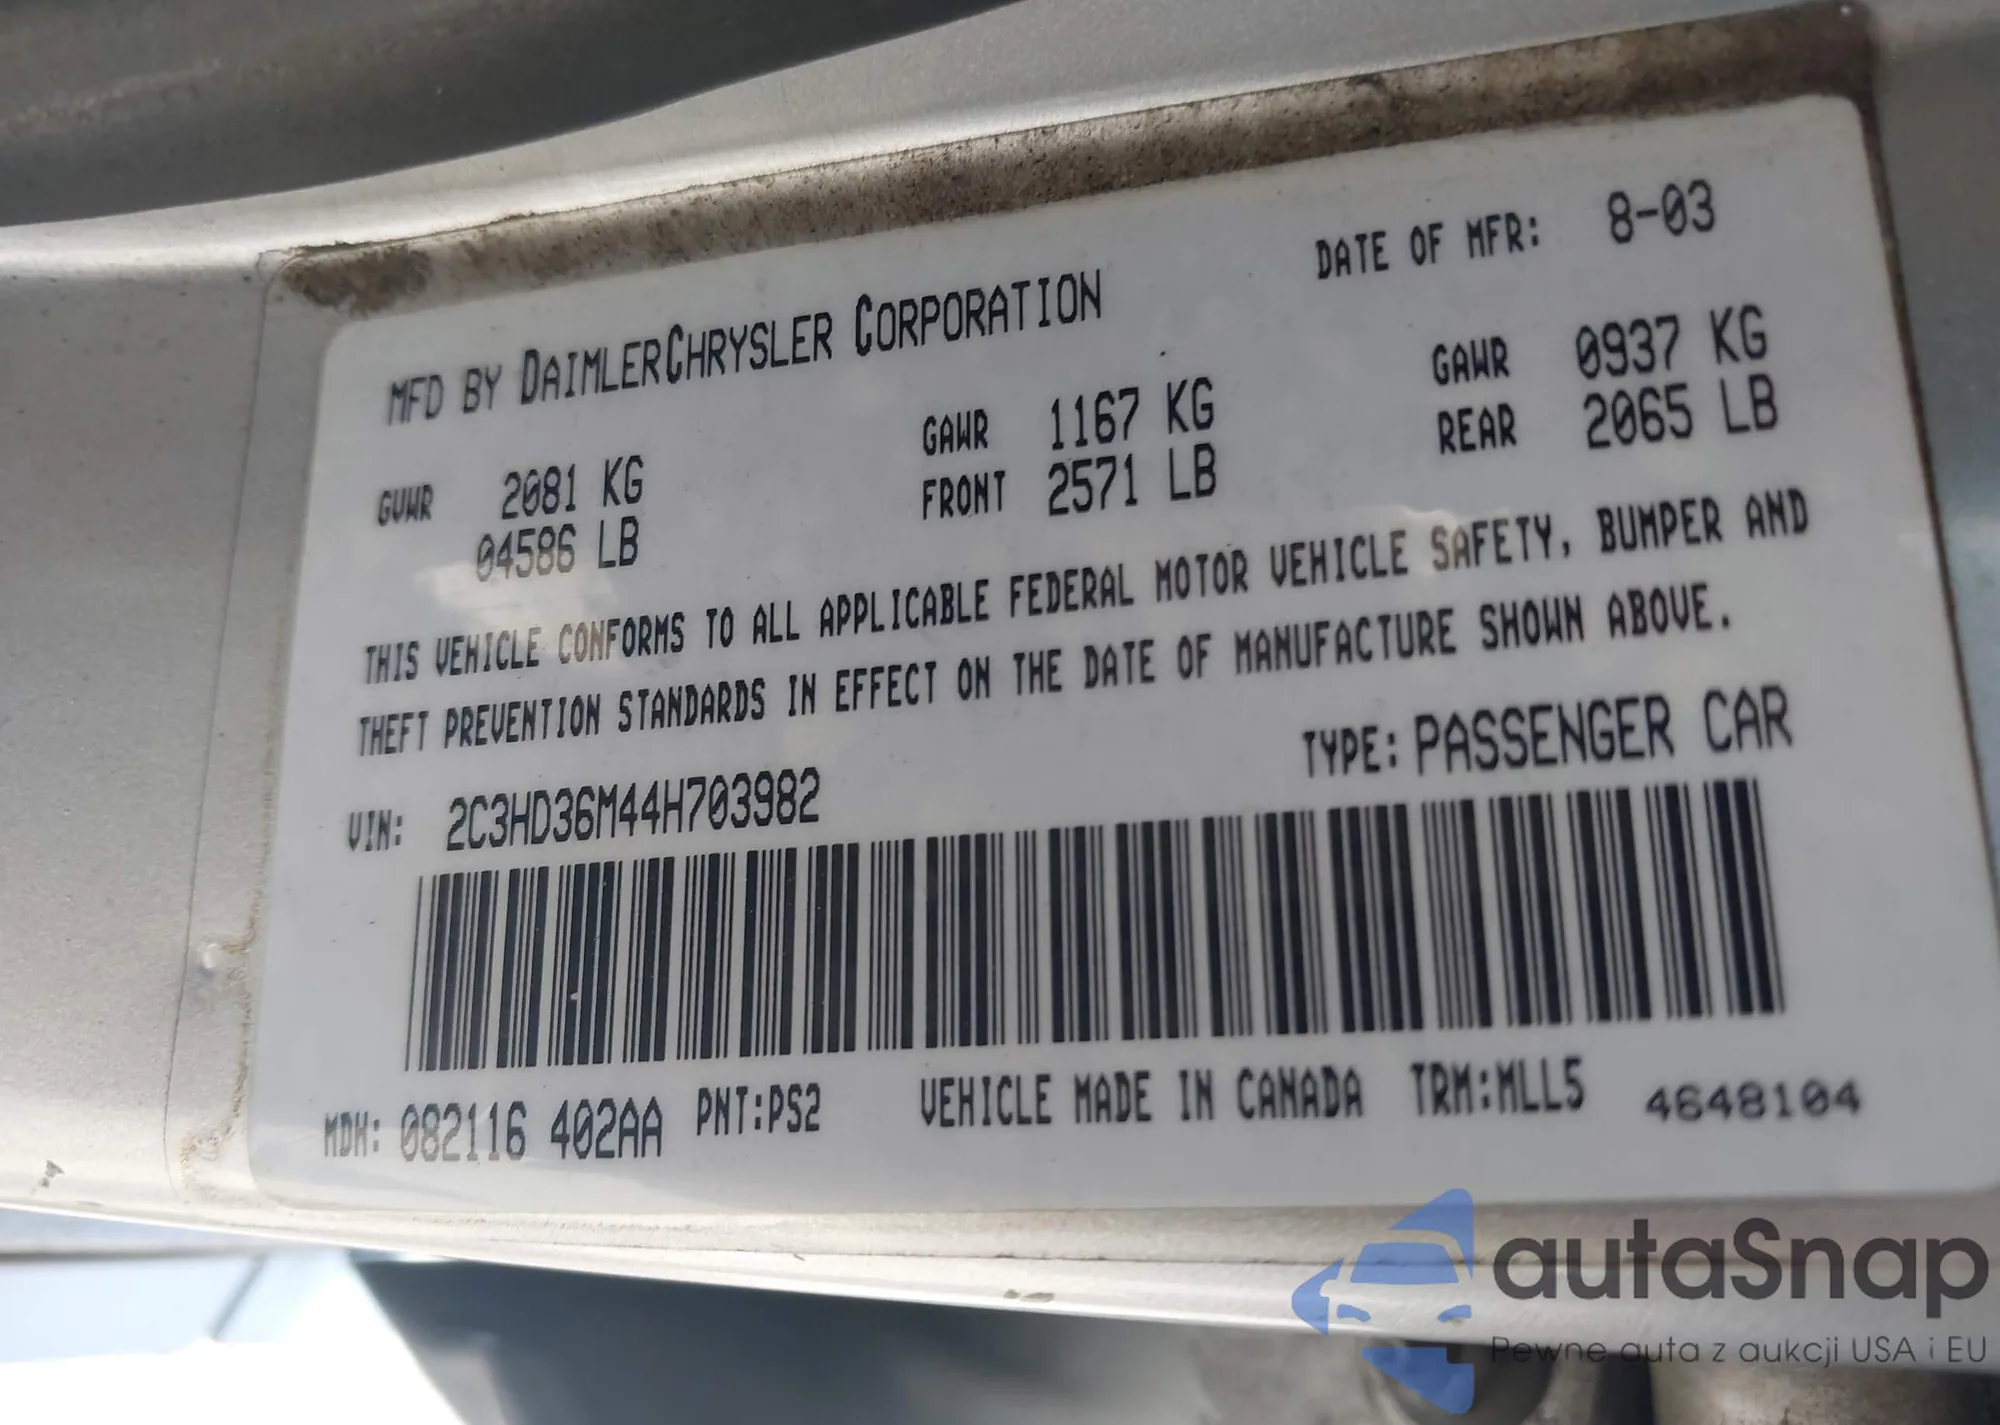 MFD BY DAIMLERCHRYSLER CORPORATION DATE OF MFR: 8-03
GVWR 2081 KG GAWR 1167 KG GAWR 0937 KG
04586 LB FRONT 2571 LB REAR 2065 LB
THIS VEHICLE CONFORMS TO ALL APPLICABLE FEDERAL MOTOR VEHICLE SAFETY, BUMPER AND
THEFT PREVENTION STANDARDS IN EFFECT ON THE DATE OF MANUFACTURE SHOWN ABOVE.
VIN: 2C3HD36M44H703982 TYPE: PASSENGER CAR
MDH: 082116 402AA PNT:PS2 VEHICLE MADE IN CANADA TRM:MLL5 4648104
autaSnap
Pewne auta z aukcji USA i EU